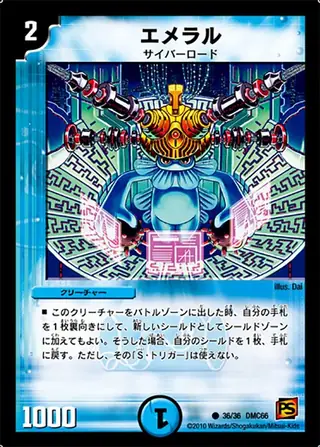 2
エメラル
サイバーロード
illus. Dai
クリーチャー
■ このクリーチャーをバトルゾーンに出した時、自分の手札
を1枚裏向きにして、新しいシールドとしてシールドゾーン
に加えてもよい。そうした場合、自分のシールドを1枚、手札
に戻す。ただし、その「S・トリガー」は使えない。
1000
1
FS
● 36/36 DMC66
©2010 Wizards/Shogakukan/Mitsui-Kids